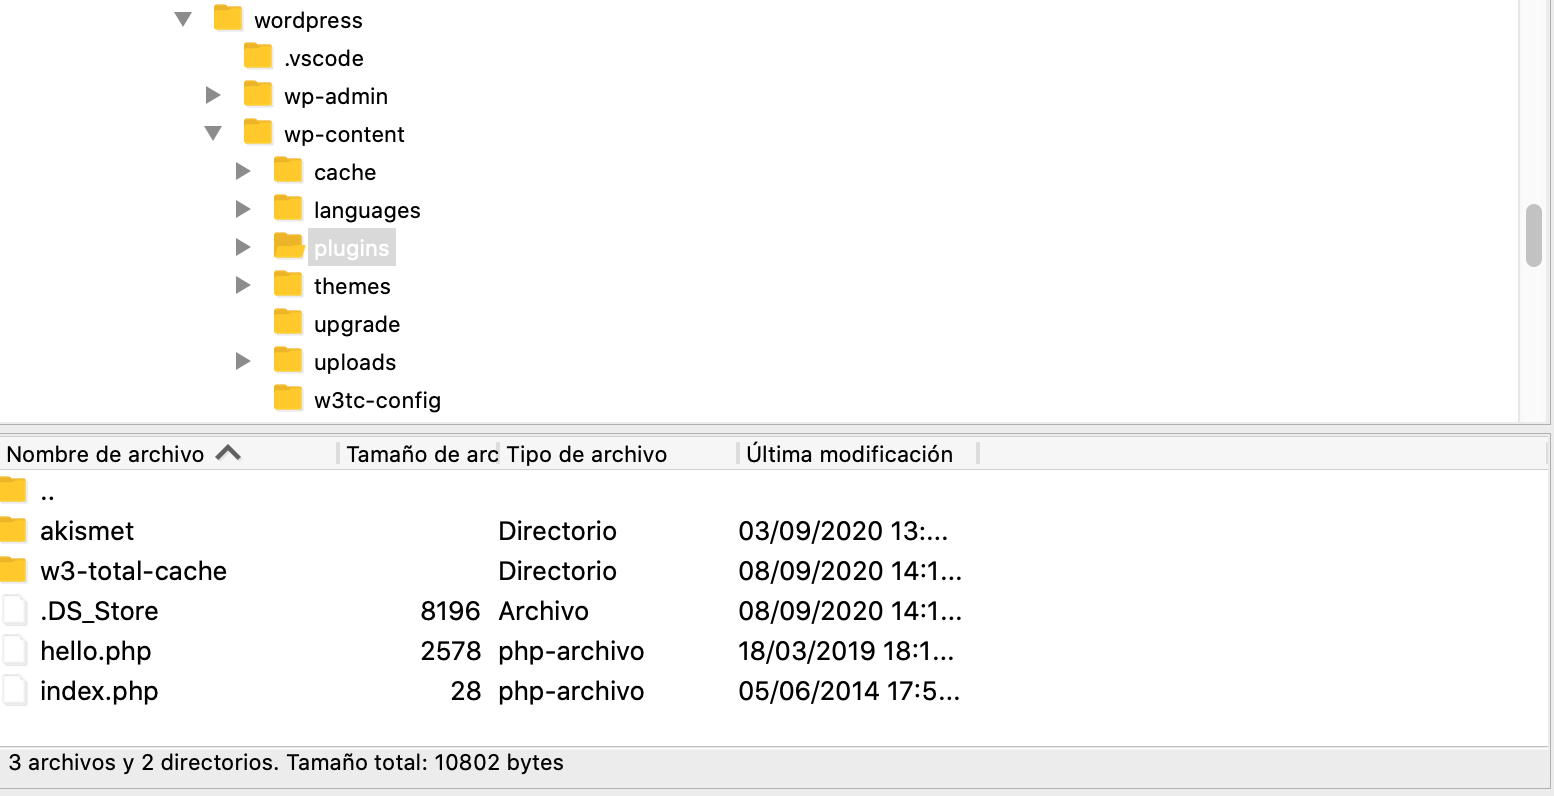 wordpress
.vscode
wp-admin
wp-content
cache
languages
plugins
themes
upgrade
uploads
w3tc-config
Nombre de archivo Tamaño de arc Tipo de archivo Última modificación
..
akismet Directorio 03/09/2020 13:...
w3-total-cache Directorio 08/09/2020 14:1...
.DS_Store 8196 Archivo 08/09/2020 14:1...
hello.php 2578 php-archivo 18/03/2019 18:1...
index.php 28 php-archivo 05/06/2014 17:5...
3 archivos y 2 directorios. Tamaño total: 10802 bytes